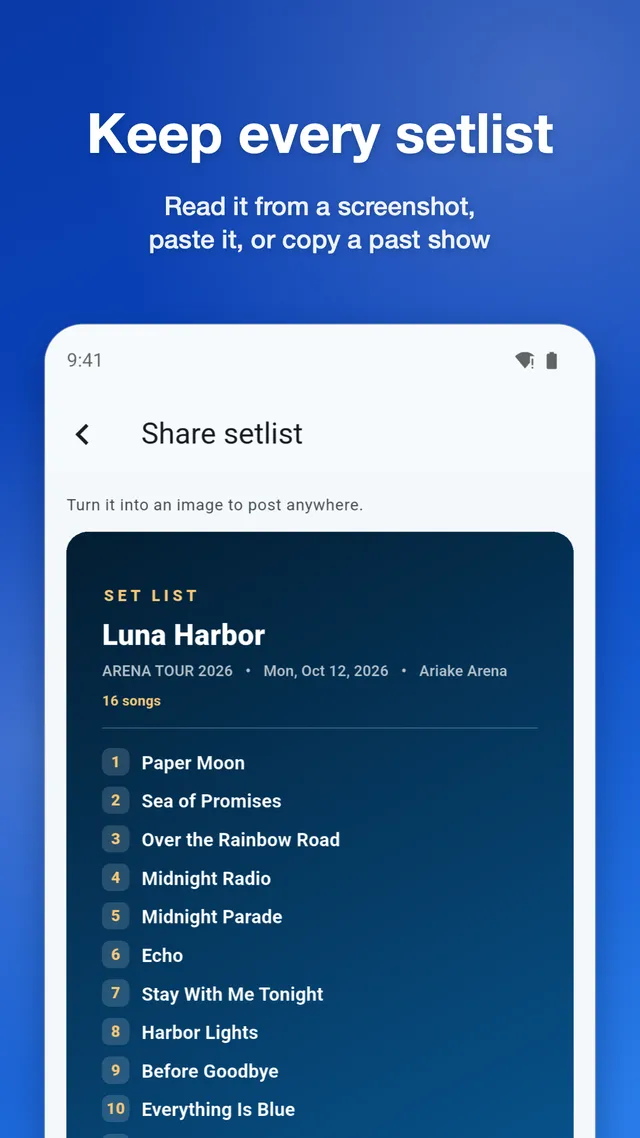 Keep every setlist
Read it from a screenshot,
paste it, or copy a past show
9:41
Share setlist
Turn it into an image to post anywhere.
SET LIST
Luna Harbor
ARENA TOUR 2026 • Mon, Oct 12, 2026 • Ariake Arena
16 songs
1 Paper Moon
2 Sea of Promises
3 Over the Rainbow Road
4 Midnight Radio
5 Midnight Parade
6 Echo
7 Stay With Me Tonight
8 Harbor Lights
9 Before Goodbye
10 Everything Is Blue